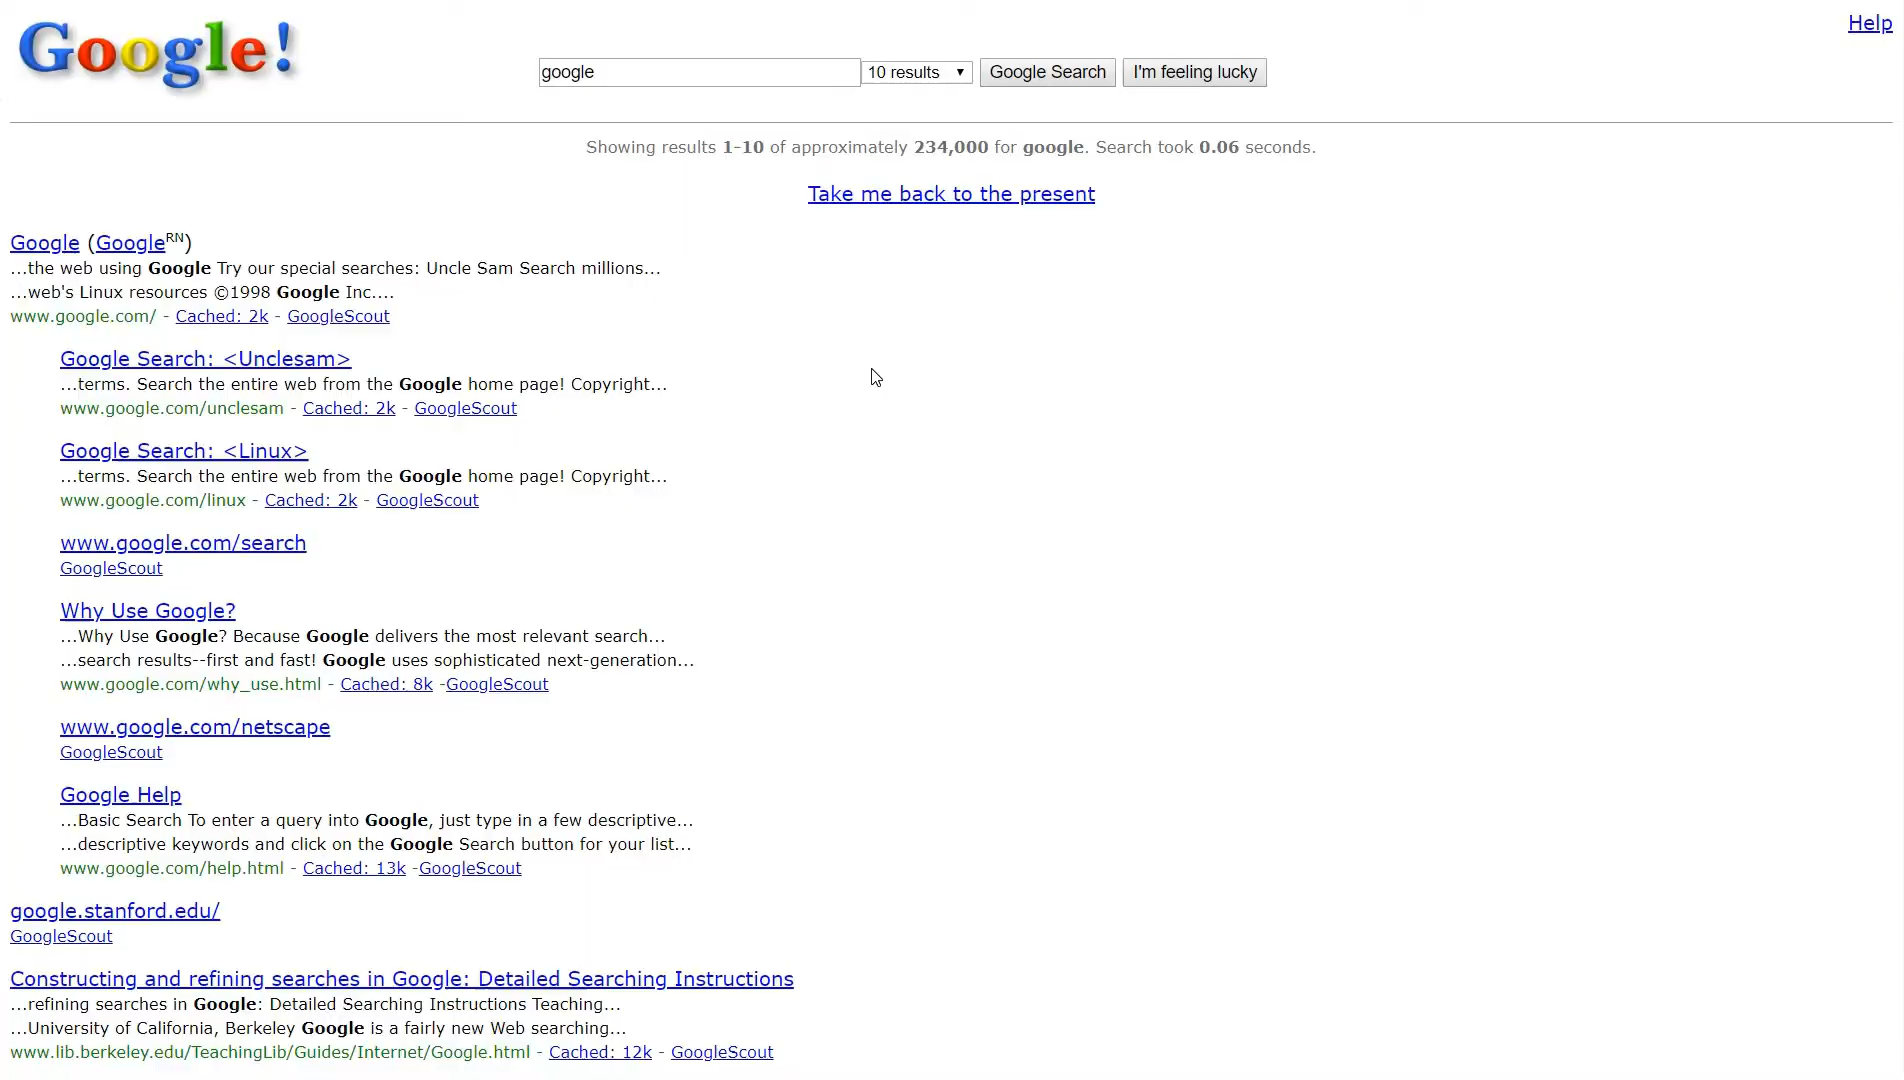 Google!
Help
google
10 results ▼
Google Search
I'm feeling lucky
Showing results 1-10 of approximately 234,000 for google. Search took 0.06 seconds.
Take me back to the present
Google (GoogleRN)
...the web using Google Try our special searches: Uncle Sam Search millions...
...web's Linux resources ©1998 Google Inc....
www.google.com/ - Cached: 2k - GoogleScout
Google Search: <Unclesam>
...terms. Search the entire web from the Google home page! Copyright...
www.google.com/unclesam - Cached: 2k - GoogleScout
Google Search: <Linux>
...terms. Search the entire web from the Google home page! Copyright...
www.google.com/linux - Cached: 2k - GoogleScout
www.google.com/search
GoogleScout
Why Use Google?
...Why Use Google? Because Google delivers the most relevant search...
...search results--first and fast! Google uses sophisticated next-generation...
www.google.com/why_use.html - Cached: 8k -GoogleScout
www.google.com/netscape
GoogleScout
Google Help
...Basic Search To enter a query into Google, just type in a few descriptive...
...descriptive keywords and click on the Google Search button for your list...
www.google.com/help.html - Cached: 13k -GoogleScout
google.stanford.edu/
GoogleScout
Constructing and refining searches in Google: Detailed Searching Instructions
...refining searches in Google: Detailed Searching Instructions Teaching...
...University of California, Berkeley Google is a fairly new Web searching...
www.lib.berkeley.edu/TeachingLib/Guides/Internet/Google.html - Cached: 12k - GoogleScout